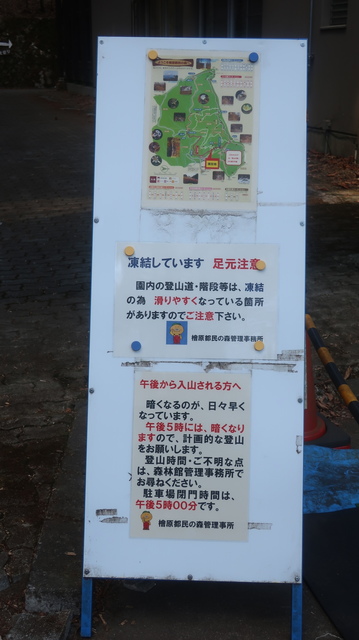 凍結しています 足元注意
園内の登山道・階段等は、凍結
の為 滑りやすくなっている箇所
がありますのでご注意下さい。
檜原都民の森管理事務所
午後から入山される方へ
暗くなるのが、日々早く
なっています。
午後5時には、暗くなり
ますので、計画的な登山
をお願いします。
登山時間・ご不明な点
は、森林館管理事務所で
お尋ねください。
駐車場閉門時間は、
午後5時00分です。
檜原都民の森管理事務所